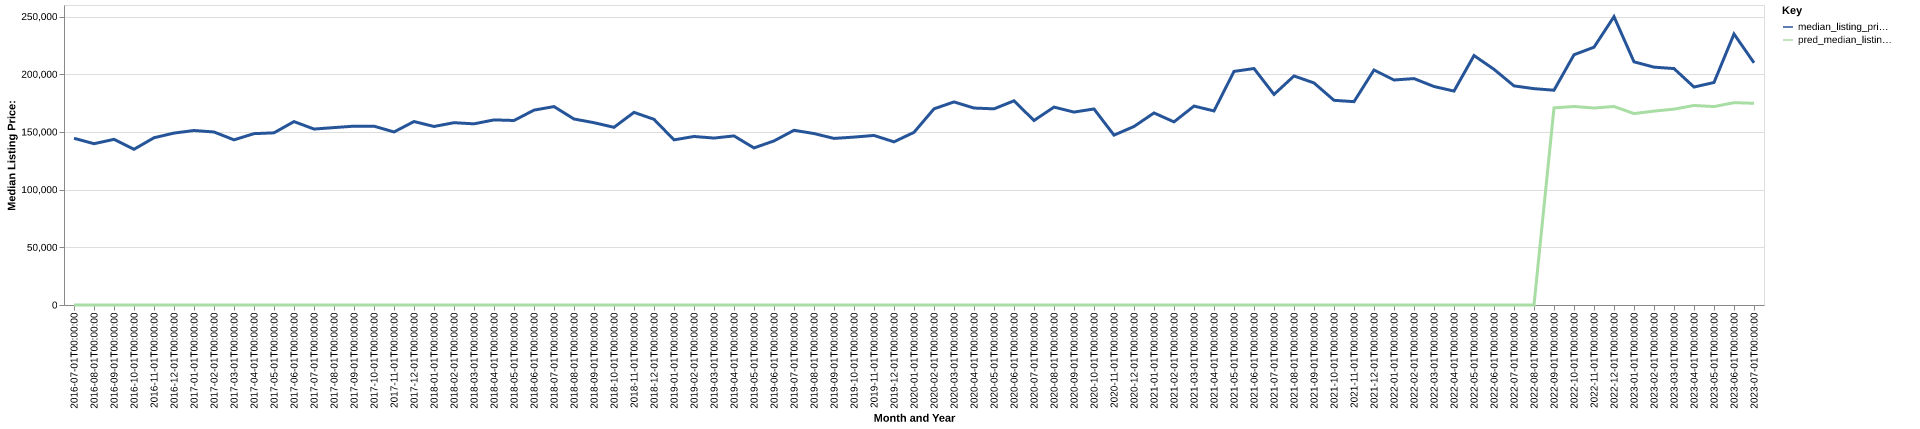 Key
median_listing_pri…
pred_median_listin…
Median Listing Price:
250,000
200,000
150,000
100,000
50,000
0
2016-07-01T00:00:00
2016-08-01T00:00:00
2016-09-01T00:00:00
2016-10-01T00:00:00
2016-11-01T00:00:00
2016-12-01T00:00:00
2017-01-01T00:00:00
2017-02-01T00:00:00
2017-03-01T00:00:00
2017-04-01T00:00:00
2017-05-01T00:00:00
2017-06-01T00:00:00
2017-07-01T00:00:00
2017-08-01T00:00:00
2017-09-01T00:00:00
2017-10-01T00:00:00
2017-11-01T00:00:00
2017-12-01T00:00:00
2018-01-01T00:00:00
2018-02-01T00:00:00
2018-03-01T00:00:00
2018-04-01T00:00:00
2018-05-01T00:00:00
2018-06-01T00:00:00
2018-07-01T00:00:00
2018-08-01T00:00:00
2018-09-01T00:00:00
2018-10-01T00:00:00
2018-11-01T00:00:00
2018-12-01T00:00:00
2019-01-01T00:00:00
2019-02-01T00:00:00
2019-03-01T00:00:00
2019-04-01T00:00:00
2019-05-01T00:00:00
2019-06-01T00:00:00
2019-07-01T00:00:00
2019-08-01T00:00:00
2019-09-01T00:00:00
2019-10-01T00:00:00
2019-11-01T00:00:00
2019-12-01T00:00:00
2020-01-01T00:00:00
2020-02-01T00:00:00
2020-03-01T00:00:00
2020-04-01T00:00:00
2020-05-01T00:00:00
2020-06-01T00:00:00
2020-07-01T00:00:00
2020-08-01T00:00:00
2020-09-01T00:00:00
2020-10-01T00:00:00
2020-11-01T00:00:00
2020-12-01T00:00:00
2021-01-01T00:00:00
2021-02-01T00:00:00
2021-03-01T00:00:00
2021-04-01T00:00:00
2021-05-01T00:00:00
2021-06-01T00:00:00
2021-07-01T00:00:00
2021-08-01T00:00:00
2021-09-01T00:00:00
2021-10-01T00:00:00
2021-11-01T00:00:00
2021-12-01T00:00:00
2022-01-01T00:00:00
2022-02-01T00:00:00
2022-03-01T00:00:00
2022-04-01T00:00:00
2022-05-01T00:00:00
2022-06-01T00:00:00
2022-07-01T00:00:00
2022-08-01T00:00:00
2022-09-01T00:00:00
2022-10-01T00:00:00
2022-11-01T00:00:00
2022-12-01T00:00:00
2023-01-01T00:00:00
2023-02-01T00:00:00
2023-03-01T00:00:00
2023-04-01T00:00:00
2023-05-01T00:00:00
2023-06-01T00:00:00
2023-07-01T00:00:00
Month and Year